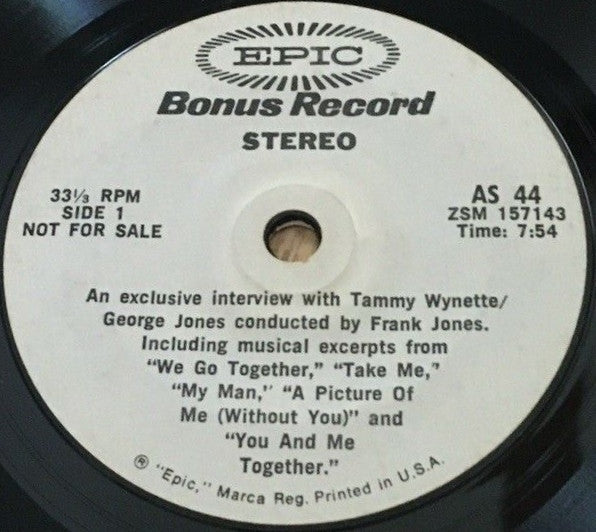 EPIC
Bonus Record
STEREO
33⅓ RPM
SIDE 1
NOT FOR SALE
AS 44
ZSM 157143
Time: 7:54
An exclusive interview with Tammy Wynette/
George Jones conducted by Frank Jones.
Including musical excerpts from
“We Go Together,” “Take Me,”
“My Man,” “A Picture Of
Me (Without You)” and
“You And Me
Together.”
® “Epic,” Marca Reg. Printed in U.S.A.